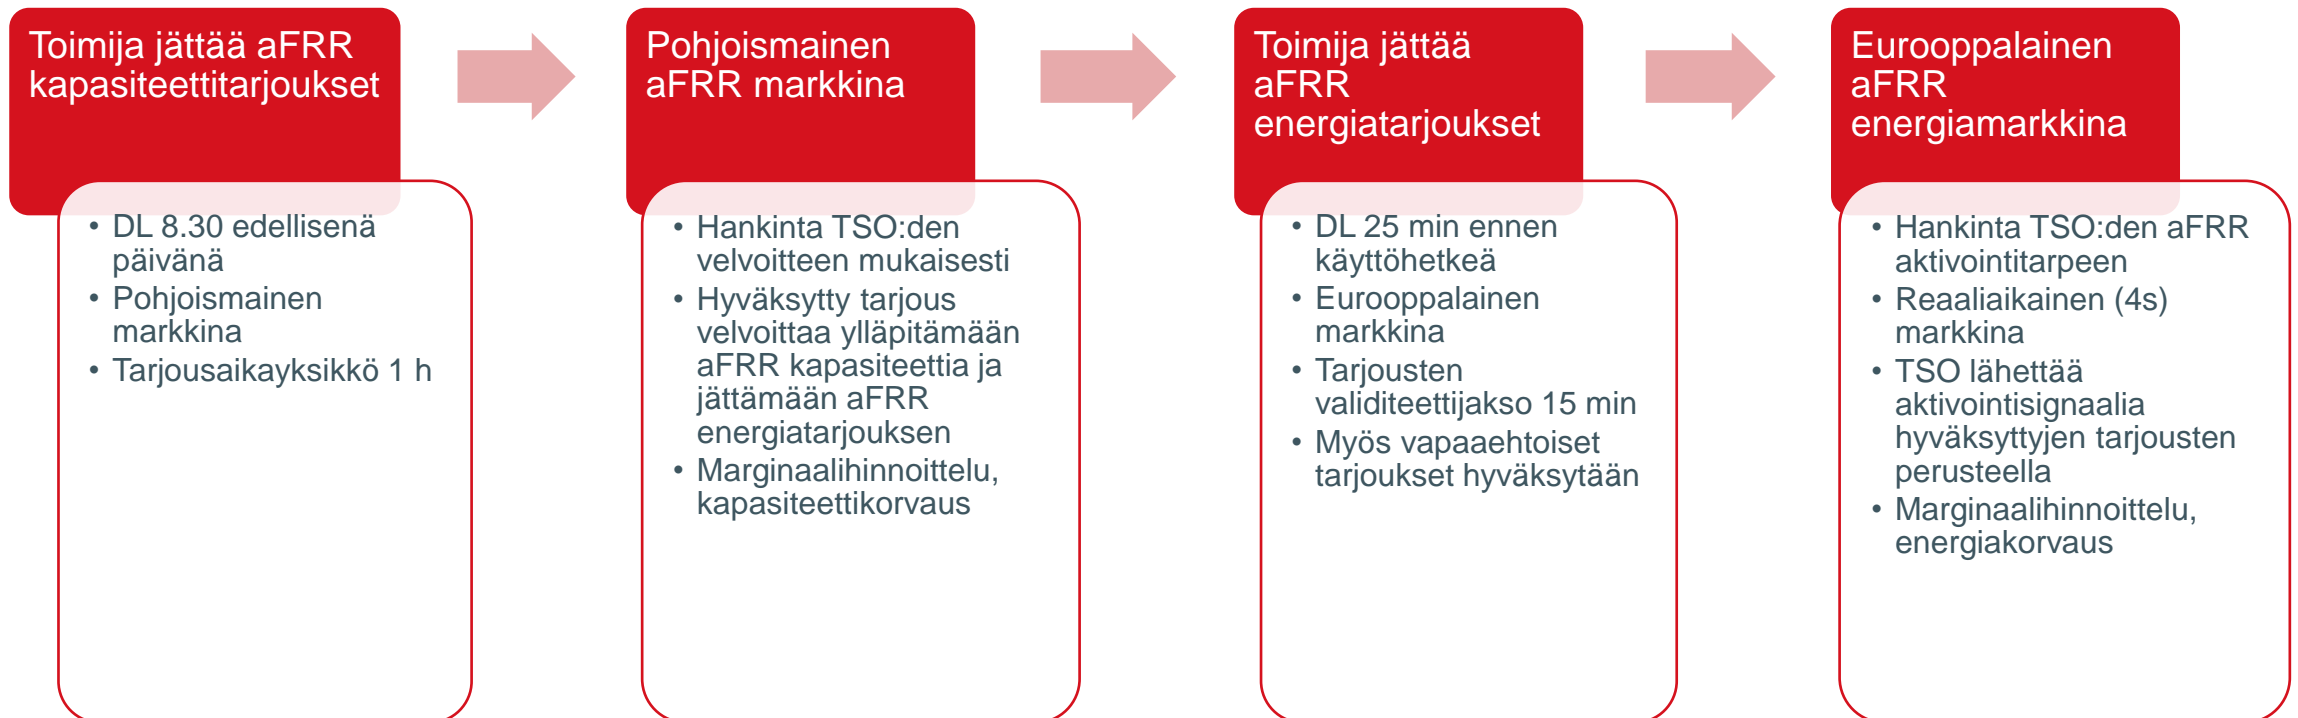 Toimija jättää aFRR
kapasiteettitarjoukset
• DL 8.30 edellisenä
päivänä
• Pohjoismainen
markkina
• Tarjousaikayksikkö 1 h
Pohjoismainen
aFRR markkina
• Hankinta TSO:den
velvoitteen mukaisesti
• Hyväksytty tarjous
velvoittaa ylläpitämään
aFRR kapasiteettia ja
jättämään aFRR
energiatarjouksen
• Marginaalihinnoittelu,
kapasiteettikorvaus
Toimija jättää
aFRR
energiatarjoukset
• DL 25 min ennen
käyttöhetkeä
• Eurooppalainen
markkina
• Tarjousten
validiteettijakso 15 min
• Myös vapaaehtoiset
tarjoukset hyväksytään
Eurooppalainen
aFRR
energiamarkkina
• Hankinta TSO:den aFRR
aktivointitarpeen
• Reaaliaikainen (4s)
markkina
• TSO lähettää
aktivointisignaalia
hyväksyttyjen tarjousten
perusteella
• Marginaalihinnoittelu,
energiakorvaus